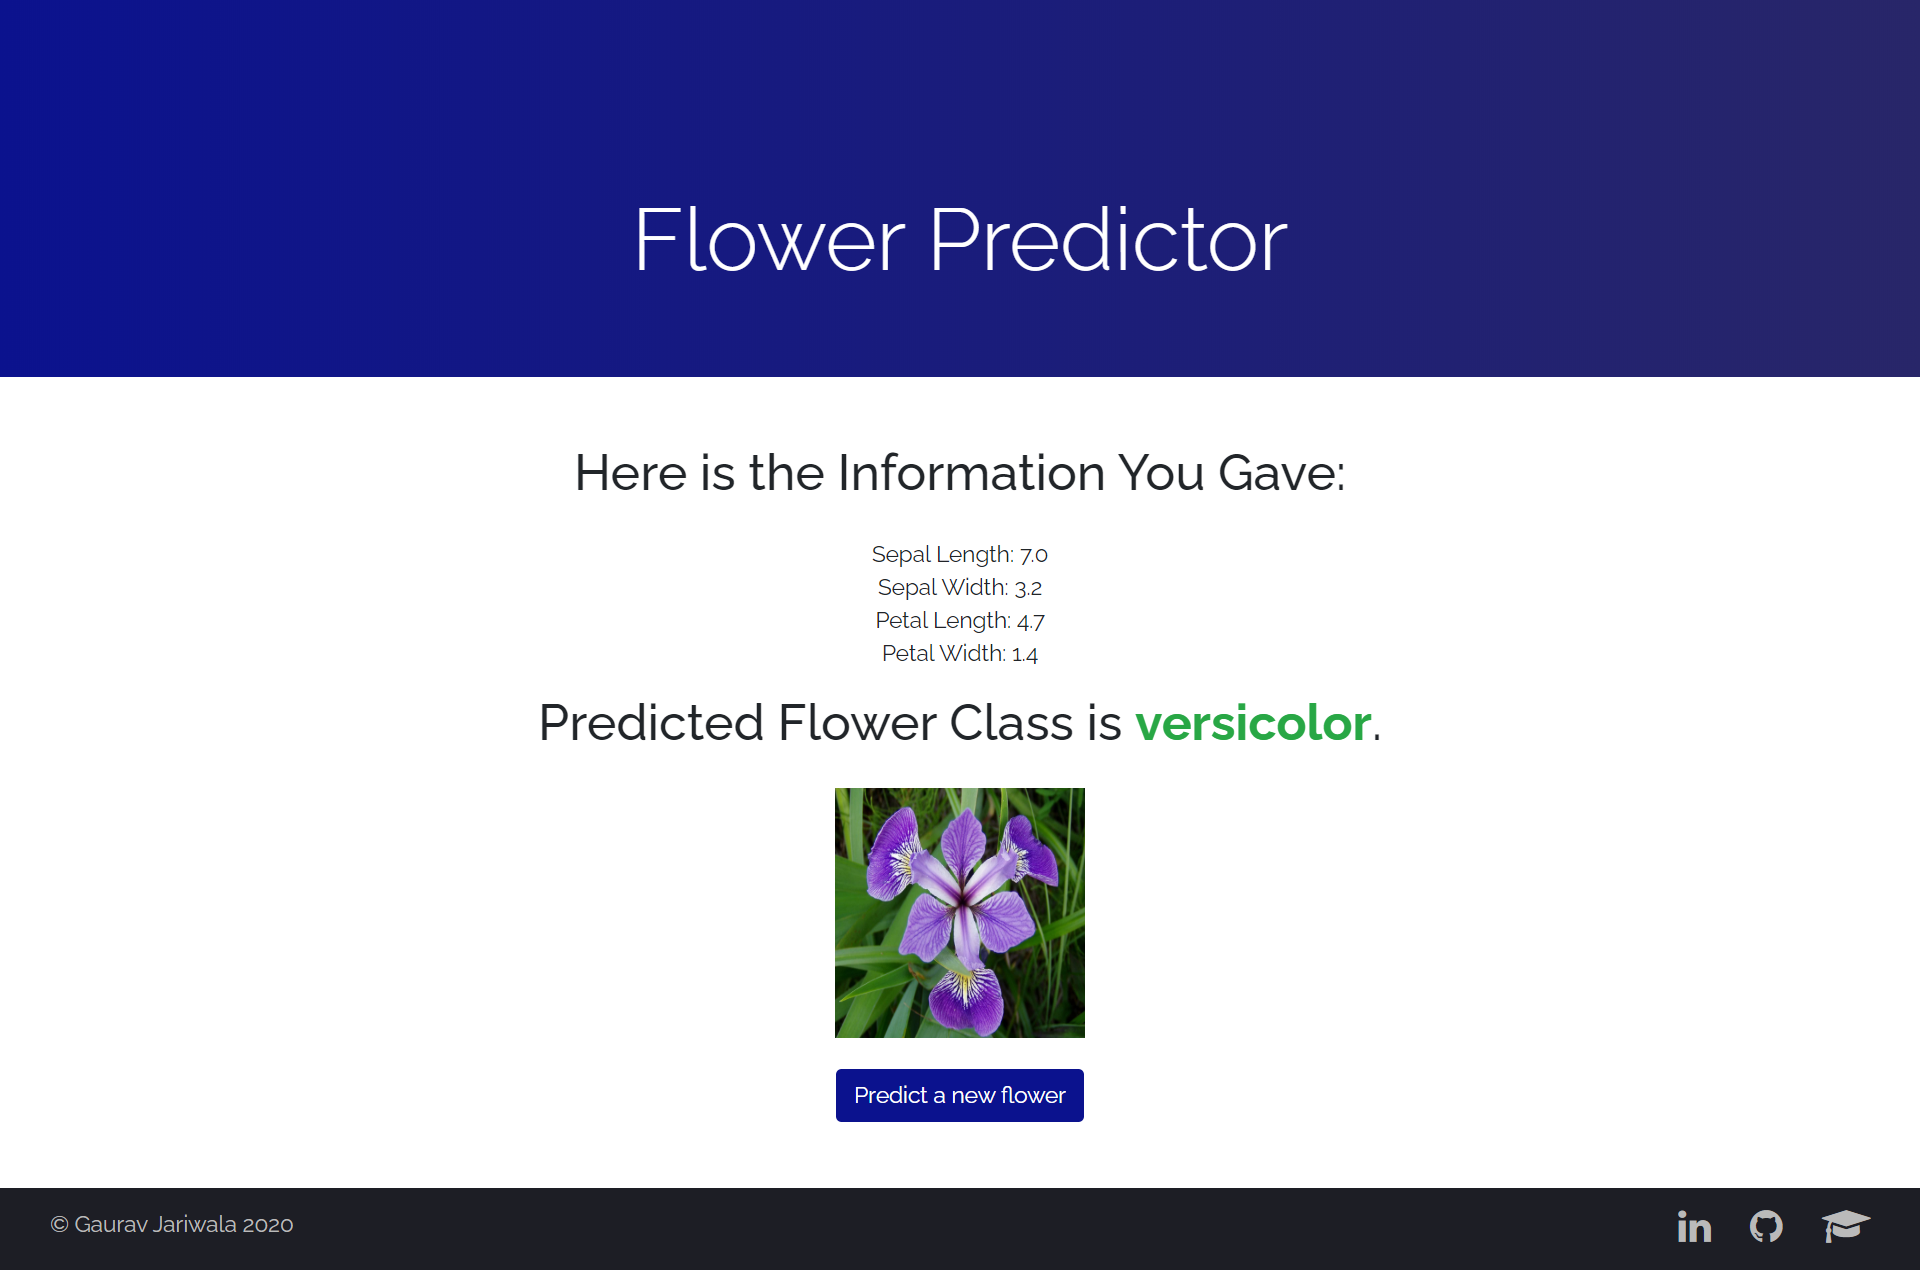 Flower Predictor
Here is the Information You Gave:
Sepal Length: 7.0
Sepal Width: 3.2
Petal Length: 4.7
Petal Width: 1.4
Predicted Flower Class is versicolor.
Predict a new flower
© Gaurav Jariwala 2020
in